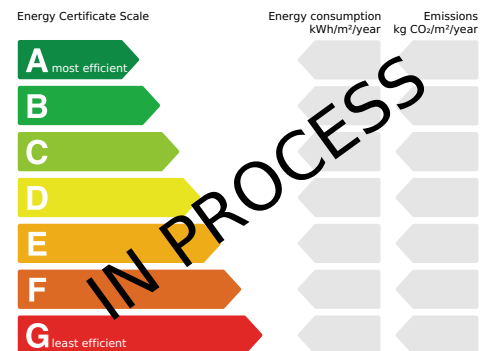 Energy Certificate Scale
Energy consumption
kWh/m²/year
Emissions
kg CO₂/m²/year
A most efficient
B
C
D
E
F
G least efficient
IN PROCESS